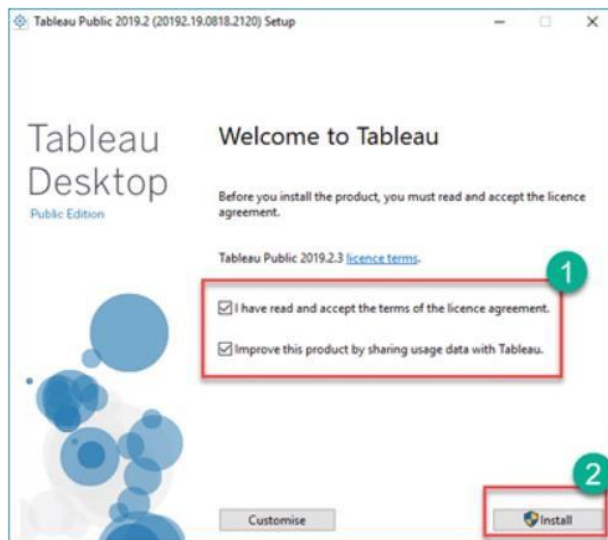 Tableau Public 2019.2 (20192.19.0818.2120) Setup
Tableau
Desktop
Public Edition
Welcome to Tableau
Before you install the product, you must read and accept the licence
agreement.
Tableau Public 2019.2.3 licence terms.
1
I have read and accept the terms of the licence agreement.
Improve this product by sharing usage data with Tableau.
2
Customise
Install